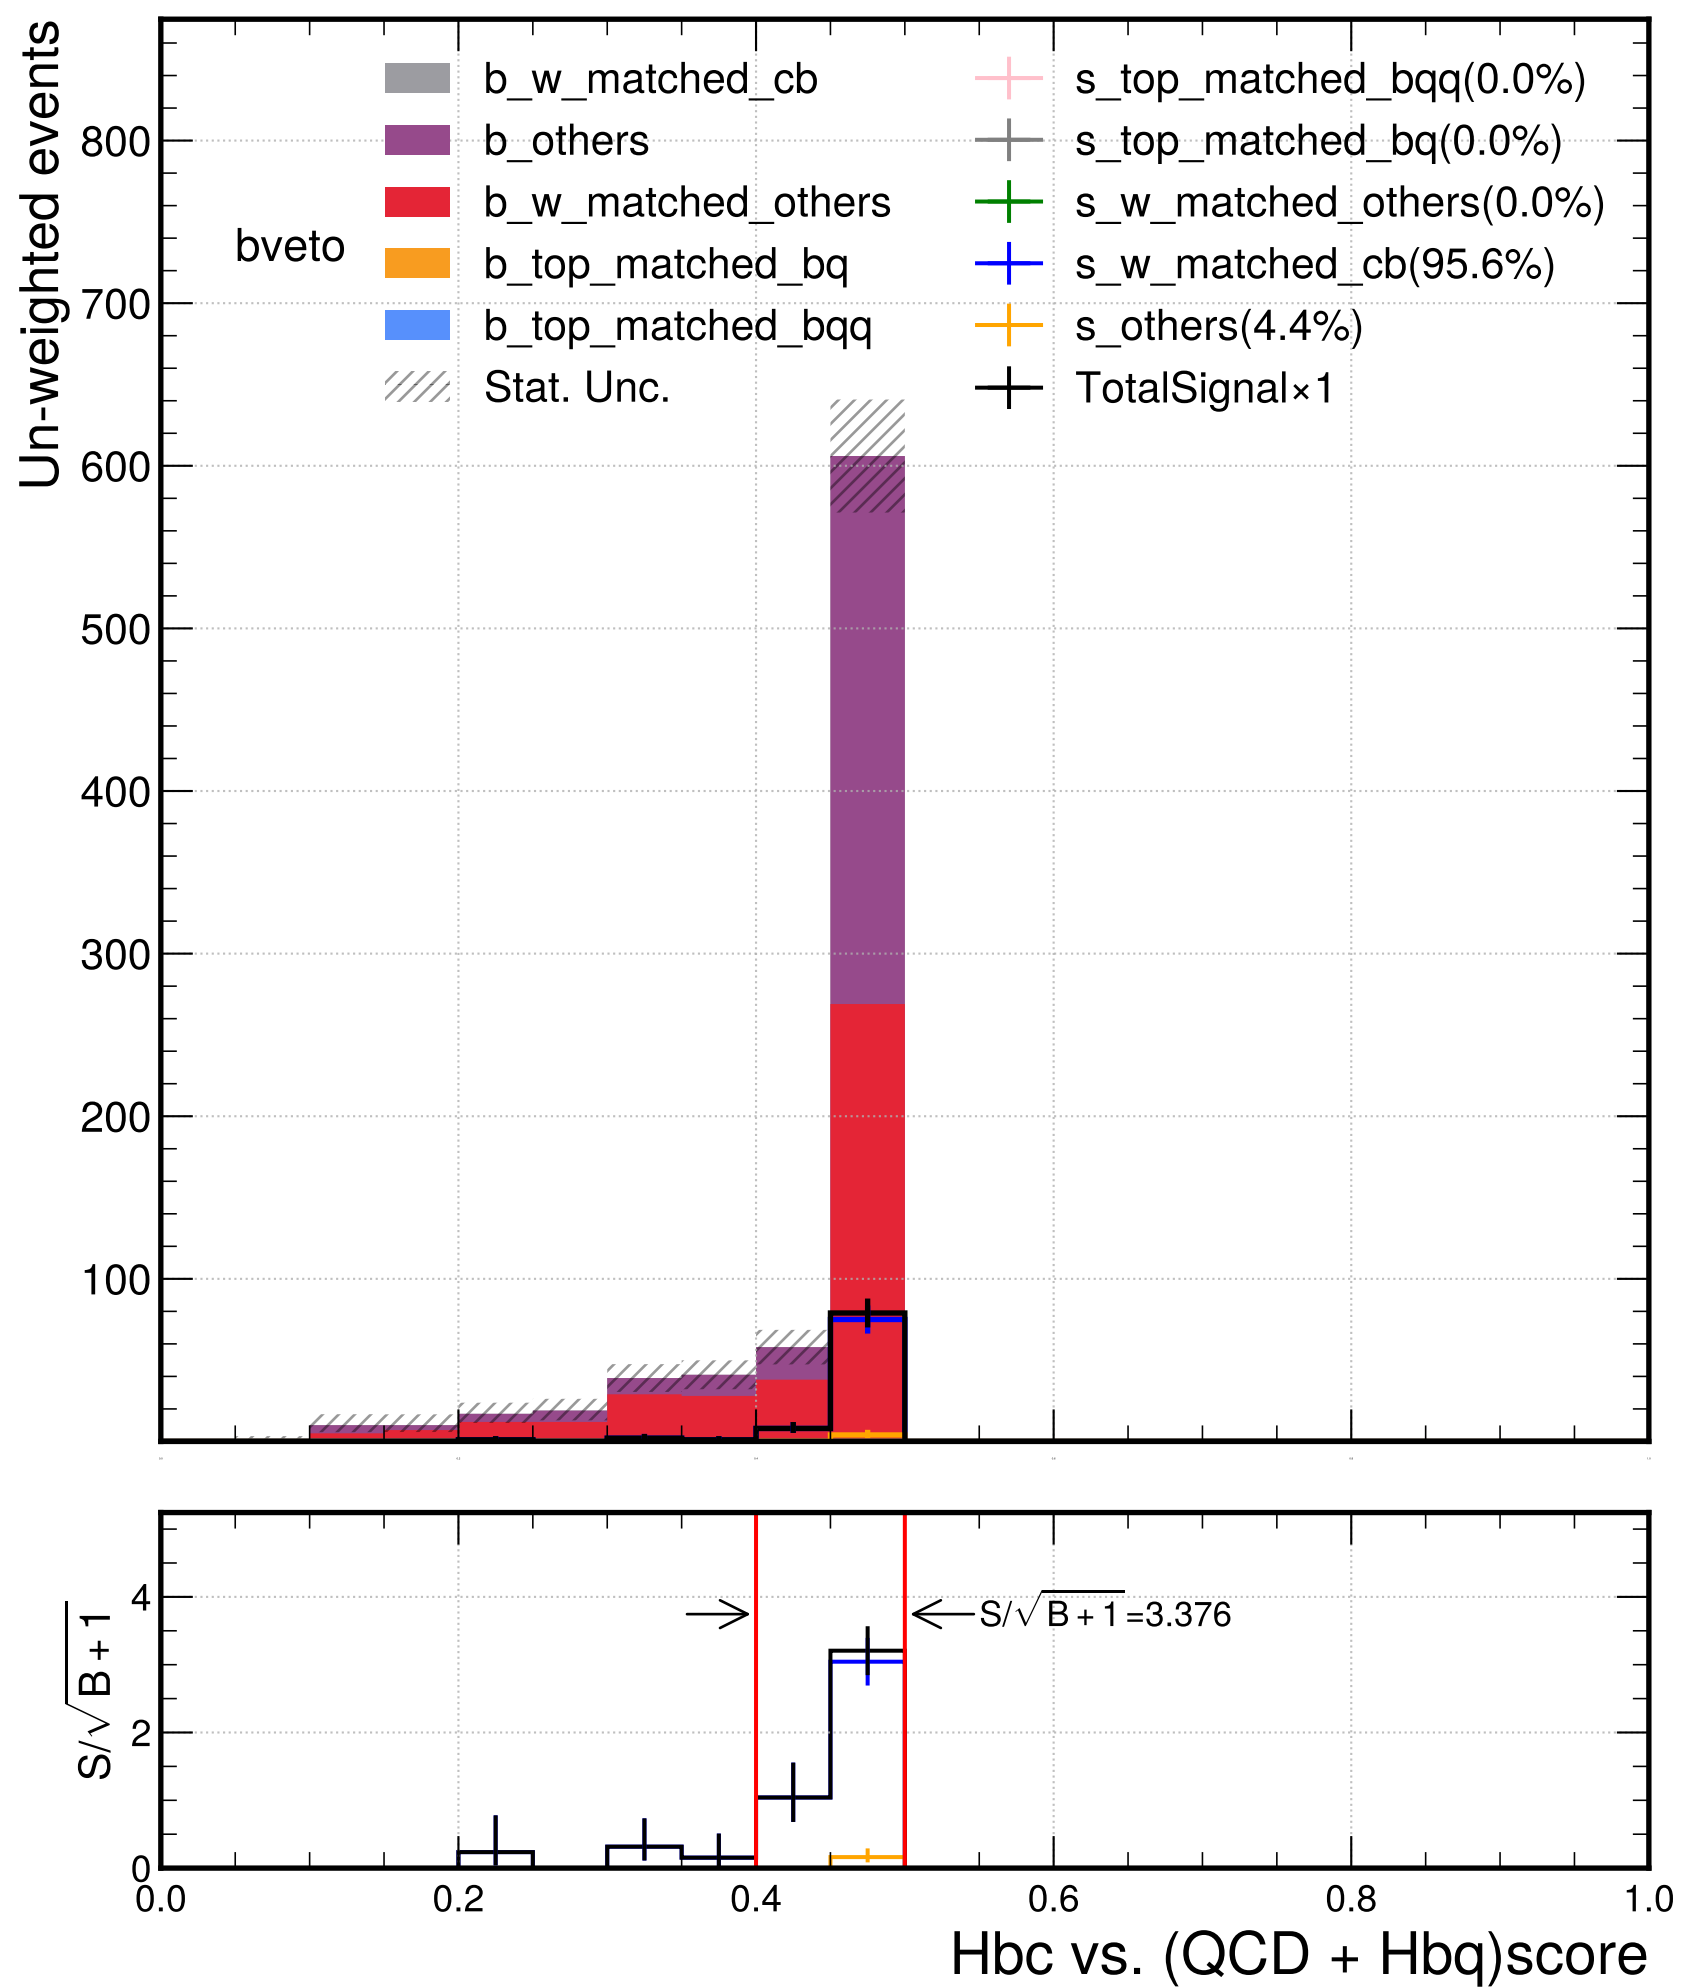 Un-weighted events
800
700
600
500
400
300
200
100
bveto
b_w_matched_cb
b_others
b_w_matched_others
b_top_matched_bq
b_top_matched_bqq
Stat. Unc.
s_top_matched_bqq(0.0%)
s_top_matched_bq(0.0%)
s_w_matched_others(0.0%)
s_w_matched_cb(95.6%)
s_others(4.4%)
TotalSignal×1
S/√B + 1
4
2
0
S/√B + 1=3.376
0.0 0.2 0.4 0.6 0.8 1.0
Hbc vs. (QCD + Hbq)score